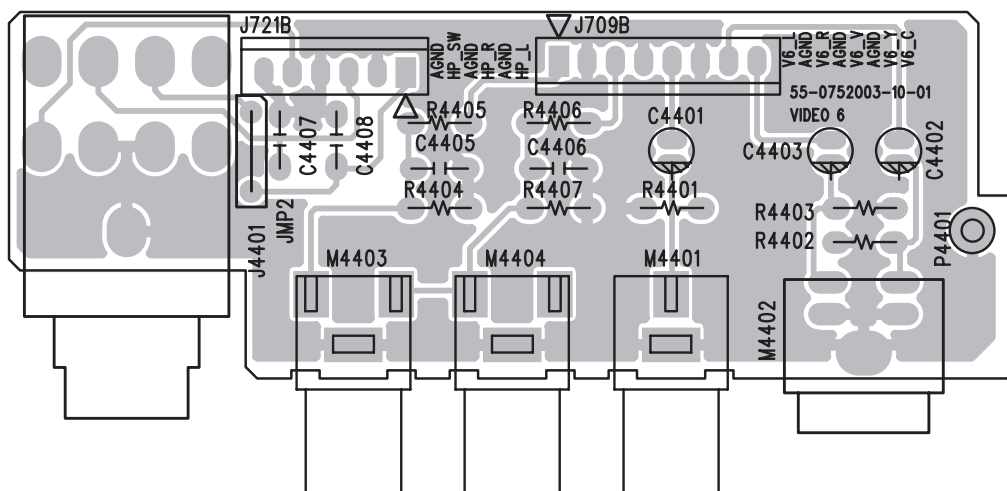 J721B
AGND
HP_SW
AGND
HP_R
AGND
HP_L
J709B
V6_L
AGND
V6_R
AGND
V6_V
AGND
V6_Y
V6_C
55-0752003-10-01
VIDEO 6
R4405
R4406
C4401
C4407
C4408
C4405
C4406
C4403
C4402
R4404
R4407
R4401
R4403
R4402
JMP2
J4401
P4401
M4403
M4404
M4401
M4402